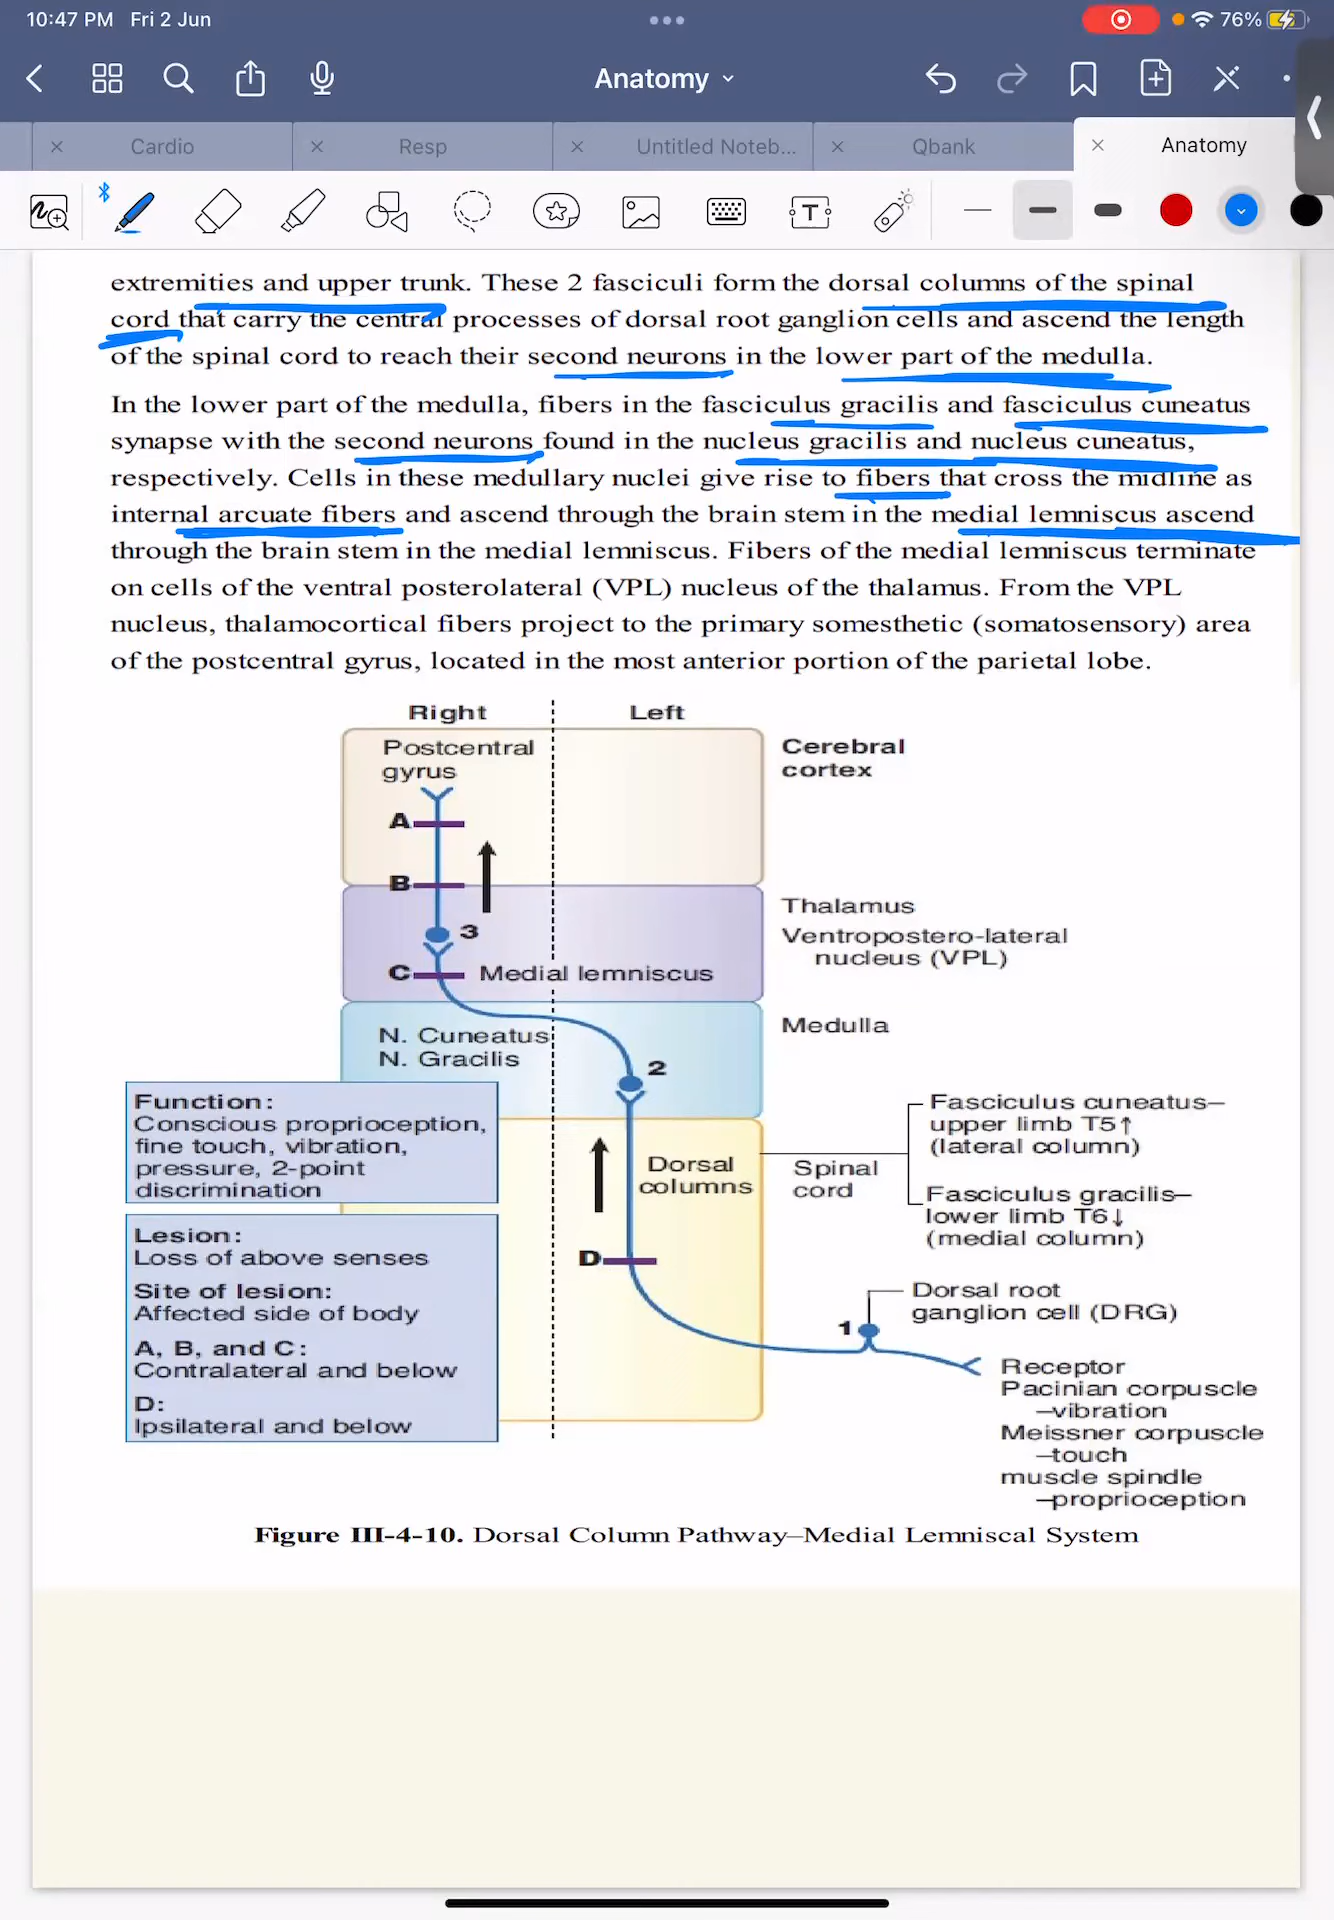 10:47 PM Fri 2 Jun
76%
Anatomy
Cardio
Resp
Untitled Noteb...
Qbank
Anatomy
T
extremities and upper trunk. These 2 fasciculi form the dorsal columns of the spinal
cord that carry the central processes of dorsal root ganglion cells and ascend the length
of the spinal cord to reach their second neurons in the lower part of the medulla.
In the lower part of the medulla, fibers in the fasciculus gracilis and fasciculus cuneatus
synapse with the second neurons found in the nucleus gracilis and nucleus cuneatus,
respectively. Cells in these medullary nuclei give rise to fibers that cross the midline as
internal arcuate fibers and ascend through the brain stem in the medial lemniscus ascend
through the brain stem in the medial lemniscus. Fibers of the medial lemniscus terminate
on cells of the ventral posterolateral (VPL) nucleus of the thalamus. From the VPL
nucleus, thalamocortical fibers project to the primary somesthetic (somatosensory) area
of the postcentral gyrus, located in the most anterior portion of the parietal lobe.
Right
Left
Postcentral
gyrus
Cerebral
cortex
A
B
3
C
Medial lemniscus
Thalamus
Ventropostero-lateral
nucleus (VPL)
N. Cuneatus
N. Gracilis
2
Medulla
Function:
Conscious proprioception,
fine touch, vibration,
pressure, 2-point
discrimination
Dorsal
columns
Spinal
cord
Fasciculus cuneatus–
upper limb T5↑
(lateral column)
Fasciculus gracilis–
lower limb T6↓
(medial column)
Lesion:
Loss of above senses
Site of lesion:
Affected side of body
A, B, and C:
Contralateral and below
D:
Ipsilateral and below
D
1
Dorsal root
ganglion cell (DRG)
Receptor
Pacinian corpuscle
–vibration
Meissner corpuscle
–touch
muscle spindle
–proprioception
Figure III-4-10. Dorsal Column Pathway–Medial Lemniscal System